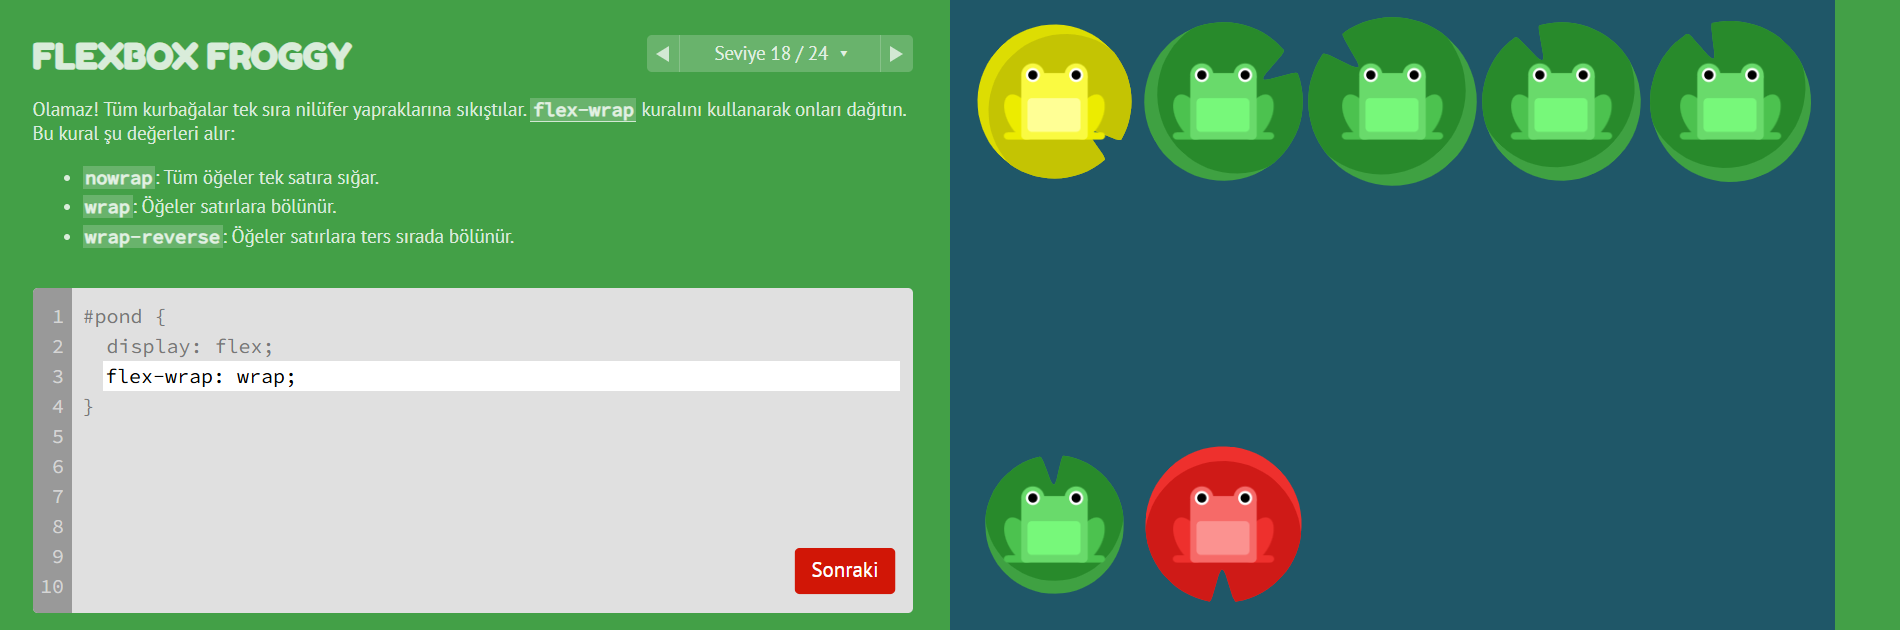 FLEXBOX FROGGY
◀ Seviye 18 / 24 ▾ ▶
Olamaz! Tüm kurbağalar tek sıra nilüfer yapraklarına sıkıştılar. flex-wrap kuralını kullanarak onları dağıtın.
Bu kural şu değerleri alır:
• nowrap: Tüm öğeler tek satıra sığar.
• wrap: Öğeler satırlara bölünür.
• wrap-reverse: Öğeler satırlara ters sırada bölünür.
1 #pond {
2 display: flex;
3 flex-wrap: wrap;
4 }
5
6
7
8
9
10
Sonraki